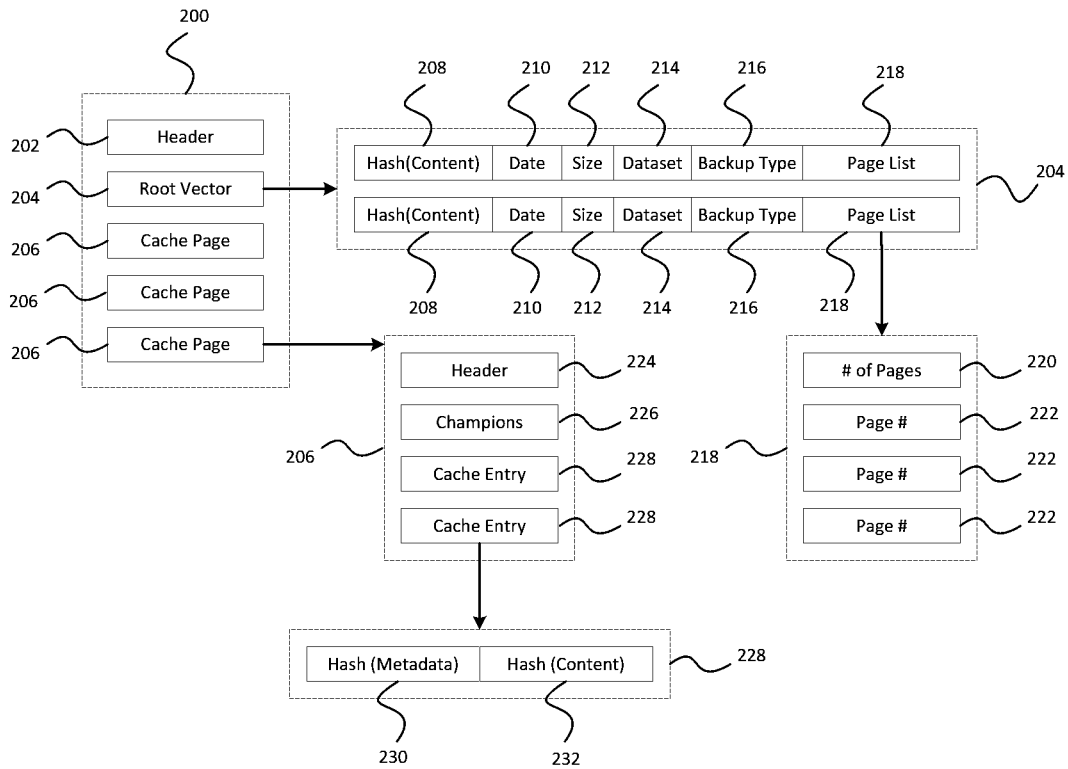 200
208 210 212 214 216 218
202 Header
Hash(Content) Date Size Dataset Backup Type Page List
204 Root Vector
204
Hash(Content) Date Size Dataset Backup Type Page List
206 Cache Page
206 Cache Page
208 210 212 214 216 218
206 Cache Page
Header 224
# of Pages 220
Champions 226
Page # 222
206
218
Cache Entry 228
Page # 222
Cache Entry 228
Page # 222
Hash (Metadata) Hash (Content) 228
230 232